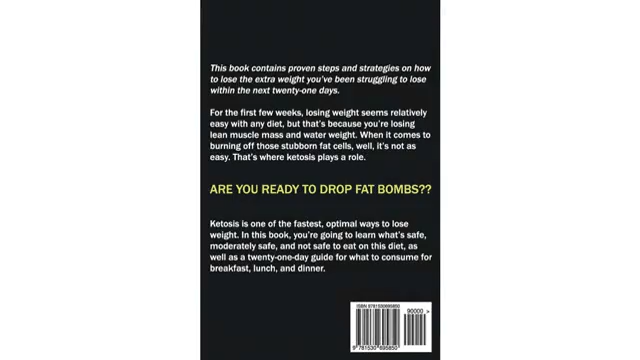 This book contains proven steps and strategies on how
to lose the extra weight you've been struggling to lose
within the next twenty-one days.
For the first few weeks, losing weight seems relatively
easy with any diet, but that's because you're losing
lean muscle mass and water weight. When it comes to
burning off those stubborn fat cells, well, it's not as
easy. That's where ketosis plays a role.
ARE YOU READY TO DROP FAT BOMBS??
Ketosis is one of the fastest, optimal ways to lose
weight. In this book, you're going to learn what's safe,
moderately safe, and not safe to eat on this diet, as
well as a twenty-one-day guide for what to consume for
breakfast, lunch, and dinner.
ISBN 9781530895850
90000 >
9 781530 895850